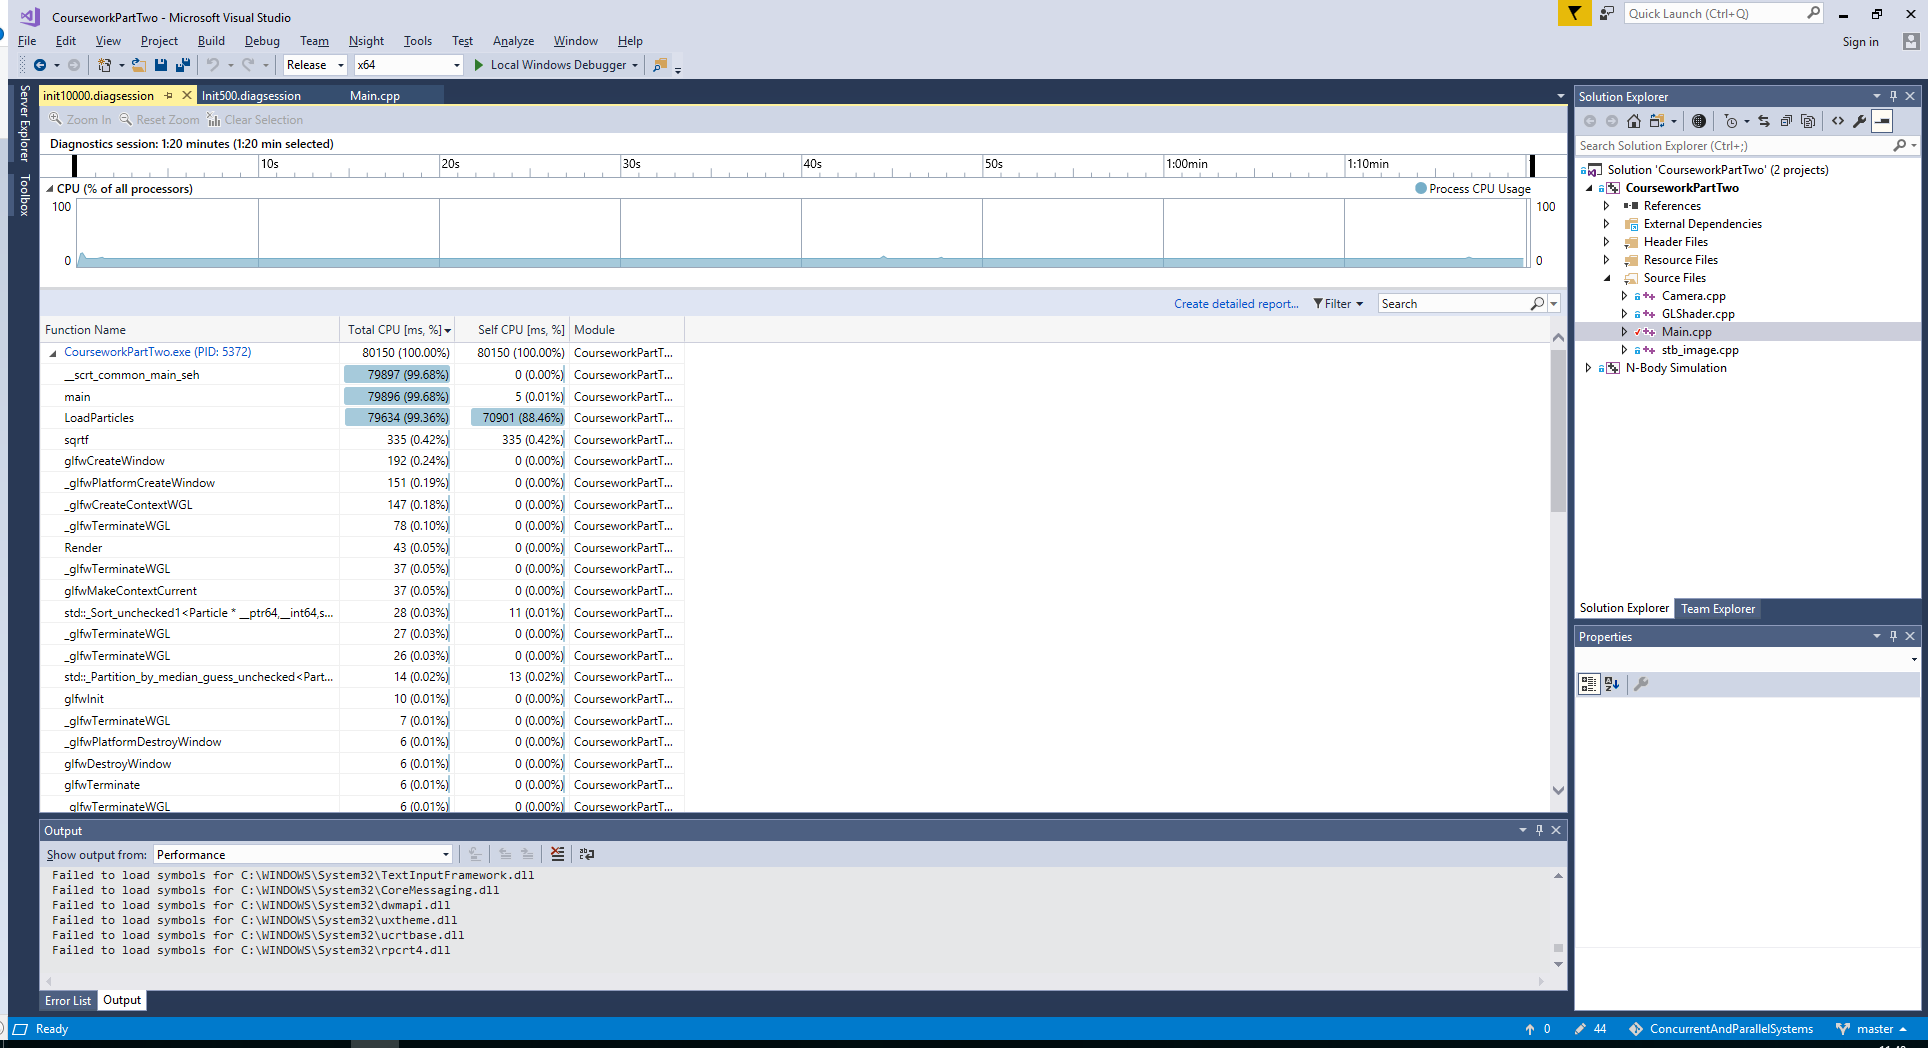 CourseworkPartTwo - Microsoft Visual Studio
Quick Launch (Ctrl+Q)
File Edit View Project Build Debug Team Nsight Tools Test Analyze Window Help
Sign in
Release x64 Local Windows Debugger
Server Explorer
Toolbox
init10000.diagsession Init500.diagsession Main.cpp
Zoom In Reset Zoom Clear Selection
Diagnostics session: 1:20 minutes (1:20 min selected)
10s 20s 30s 40s 50s 1:00min 1:10min
CPU (% of all processors) Process CPU Usage
100 100
0 0
Create detailed report... Filter Search
Function Name Total CPU [ms, %] Self CPU [ms, %] Module
CourseworkPartTwo.exe (PID: 5372) 80150 (100.00%) 80150 (100.00%) CourseworkPartT...
__scrt_common_main_seh 79897 (99.68%) 0 (0.00%) CourseworkPartT...
main 79896 (99.68%) 5 (0.01%) CourseworkPartT...
LoadParticles 79634 (99.36%) 70901 (88.46%) CourseworkPartT...
sqrtf 335 (0.42%) 335 (0.42%) CourseworkPartT...
glfwCreateWindow 192 (0.24%) 0 (0.00%) CourseworkPartT...
_glfwPlatformCreateWindow 151 (0.19%) 0 (0.00%) CourseworkPartT...
_glfwCreateContextWGL 147 (0.18%) 0 (0.00%) CourseworkPartT...
_glfwTerminateWGL 78 (0.10%) 0 (0.00%) CourseworkPartT...
Render 43 (0.05%) 0 (0.00%) CourseworkPartT...
_glfwTerminateWGL 37 (0.05%) 0 (0.00%) CourseworkPartT...
glfwMakeContextCurrent 37 (0.05%) 0 (0.00%) CourseworkPartT...
std::_Sort_unchecked1<Particle * __ptr64,__int64,s... 28 (0.03%) 11 (0.01%) CourseworkPartT...
_glfwTerminateWGL 27 (0.03%) 0 (0.00%) CourseworkPartT...
_glfwTerminateWGL 26 (0.03%) 0 (0.00%) CourseworkPartT...
std::_Partition_by_median_guess_unchecked<Part... 14 (0.02%) 13 (0.02%) CourseworkPartT...
glfwInit 10 (0.01%) 0 (0.00%) CourseworkPartT...
_glfwTerminateWGL 7 (0.01%) 0 (0.00%) CourseworkPartT...
_glfwPlatformDestroyWindow 6 (0.01%) 0 (0.00%) CourseworkPartT...
glfwDestroyWindow 6 (0.01%) 0 (0.00%) CourseworkPartT...
glfwTerminate 6 (0.01%) 0 (0.00%) CourseworkPartT...
_glfwTerminateWGL 6 (0.01%) 0 (0.00%) CourseworkPartT...
Output
Show output from: Performance
Failed to load symbols for C:\WINDOWS\System32\TextInputFramework.dll
Failed to load symbols for C:\WINDOWS\System32\CoreMessaging.dll
Failed to load symbols for C:\WINDOWS\System32\dwmapi.dll
Failed to load symbols for C:\WINDOWS\System32\uxtheme.dll
Failed to load symbols for C:\WINDOWS\System32\ucrtbase.dll
Failed to load symbols for C:\WINDOWS\System32\rpcrt4.dll
Error List Output
Solution Explorer
Search Solution Explorer (Ctrl+;)
Solution 'CourseworkPartTwo' (2 projects)
CourseworkPartTwo
References
External Dependencies
Header Files
Resource Files
Source Files
Camera.cpp
GLShader.cpp
Main.cpp
stb_image.cpp
N-Body Simulation
Solution Explorer Team Explorer
Properties
Ready 0 44 ConcurrentAndParallelSystems master